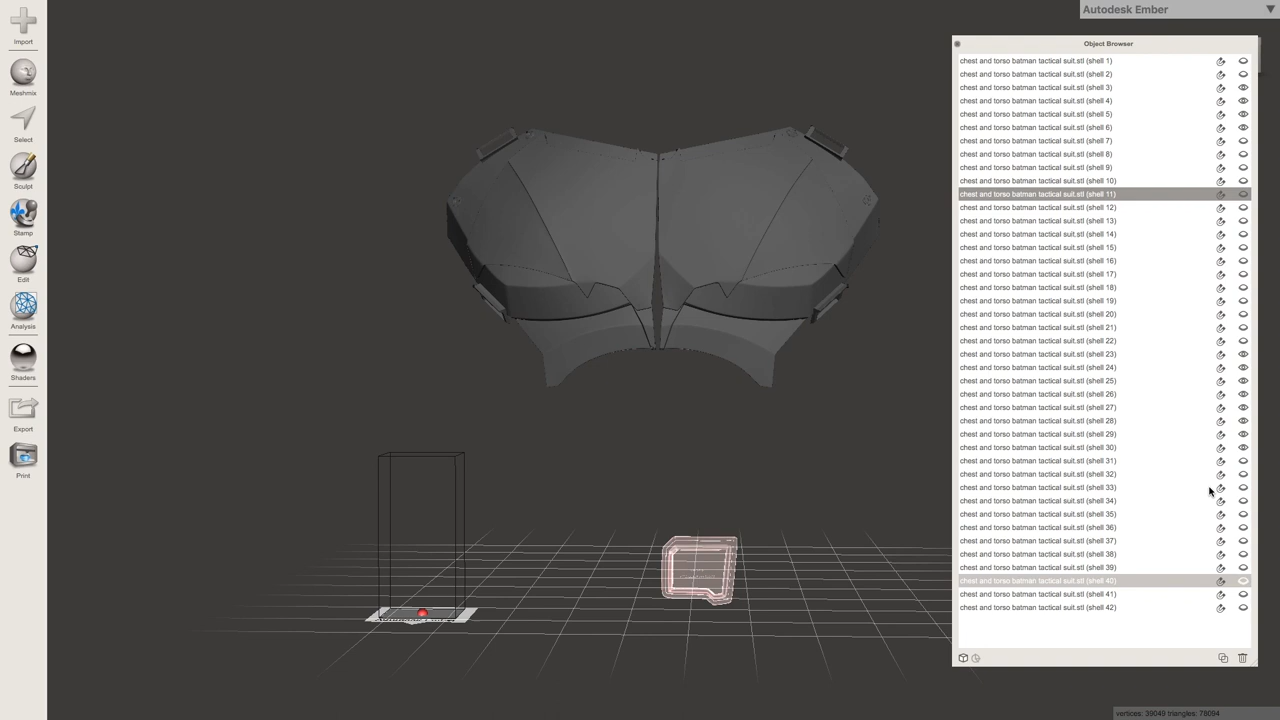 Autodesk Ember
Object Browser
Import
Meshmix
Select
Sculpt
Stamp
Edit
Analysis
Shaders
Export
Print
chest and torso batman tactical suit.stl (shell 1)
chest and torso batman tactical suit.stl (shell 2)
chest and torso batman tactical suit.stl (shell 3)
chest and torso batman tactical suit.stl (shell 4)
chest and torso batman tactical suit.stl (shell 5)
chest and torso batman tactical suit.stl (shell 6)
chest and torso batman tactical suit.stl (shell 7)
chest and torso batman tactical suit.stl (shell 8)
chest and torso batman tactical suit.stl (shell 9)
chest and torso batman tactical suit.stl (shell 10)
chest and torso batman tactical suit.stl (shell 11)
chest and torso batman tactical suit.stl (shell 12)
chest and torso batman tactical suit.stl (shell 13)
chest and torso batman tactical suit.stl (shell 14)
chest and torso batman tactical suit.stl (shell 15)
chest and torso batman tactical suit.stl (shell 16)
chest and torso batman tactical suit.stl (shell 17)
chest and torso batman tactical suit.stl (shell 18)
chest and torso batman tactical suit.stl (shell 19)
chest and torso batman tactical suit.stl (shell 20)
chest and torso batman tactical suit.stl (shell 21)
chest and torso batman tactical suit.stl (shell 22)
chest and torso batman tactical suit.stl (shell 23)
chest and torso batman tactical suit.stl (shell 24)
chest and torso batman tactical suit.stl (shell 25)
chest and torso batman tactical suit.stl (shell 26)
chest and torso batman tactical suit.stl (shell 27)
chest and torso batman tactical suit.stl (shell 28)
chest and torso batman tactical suit.stl (shell 29)
chest and torso batman tactical suit.stl (shell 30)
chest and torso batman tactical suit.stl (shell 31)
chest and torso batman tactical suit.stl (shell 32)
chest and torso batman tactical suit.stl (shell 33)
chest and torso batman tactical suit.stl (shell 34)
chest and torso batman tactical suit.stl (shell 35)
chest and torso batman tactical suit.stl (shell 36)
chest and torso batman tactical suit.stl (shell 37)
chest and torso batman tactical suit.stl (shell 38)
chest and torso batman tactical suit.stl (shell 39)
chest and torso batman tactical suit.stl (shell 40)
chest and torso batman tactical suit.stl (shell 41)
chest and torso batman tactical suit.stl (shell 42)
vertices: 39049 triangles: 78094